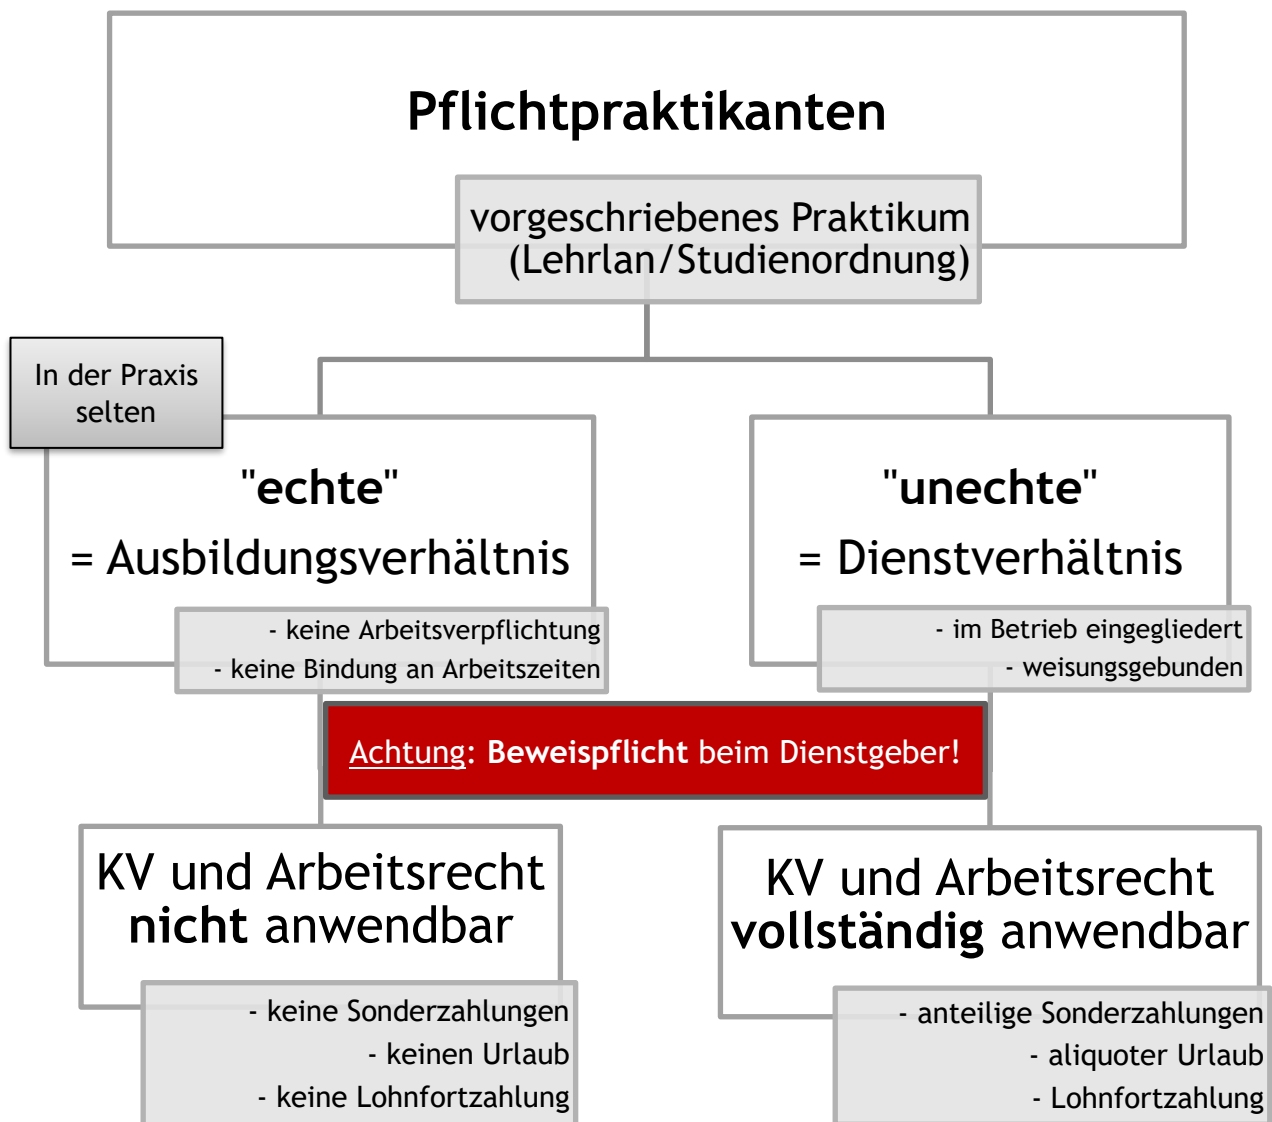 Pflichtpraktikanten
vorgeschriebenes Praktikum
(Lehrlan/Studienordnung)
In der Praxis
selten
"echte"
= Ausbildungsverhältnis
- keine Arbeitsverpflichtung
- keine Bindung an Arbeitszeiten
"unechte"
= Dienstverhältnis
- im Betrieb eingegliedert
- weisungsgebunden
Achtung: Beweispflicht beim Dienstgeber!
KV und Arbeitsrecht
nicht anwendbar
- keine Sonderzahlungen
- keinen Urlaub
- keine Lohnfortzahlung
KV und Arbeitsrecht
vollständig anwendbar
- anteilige Sonderzahlungen
- aliquoter Urlaub
- Lohnfortzahlung